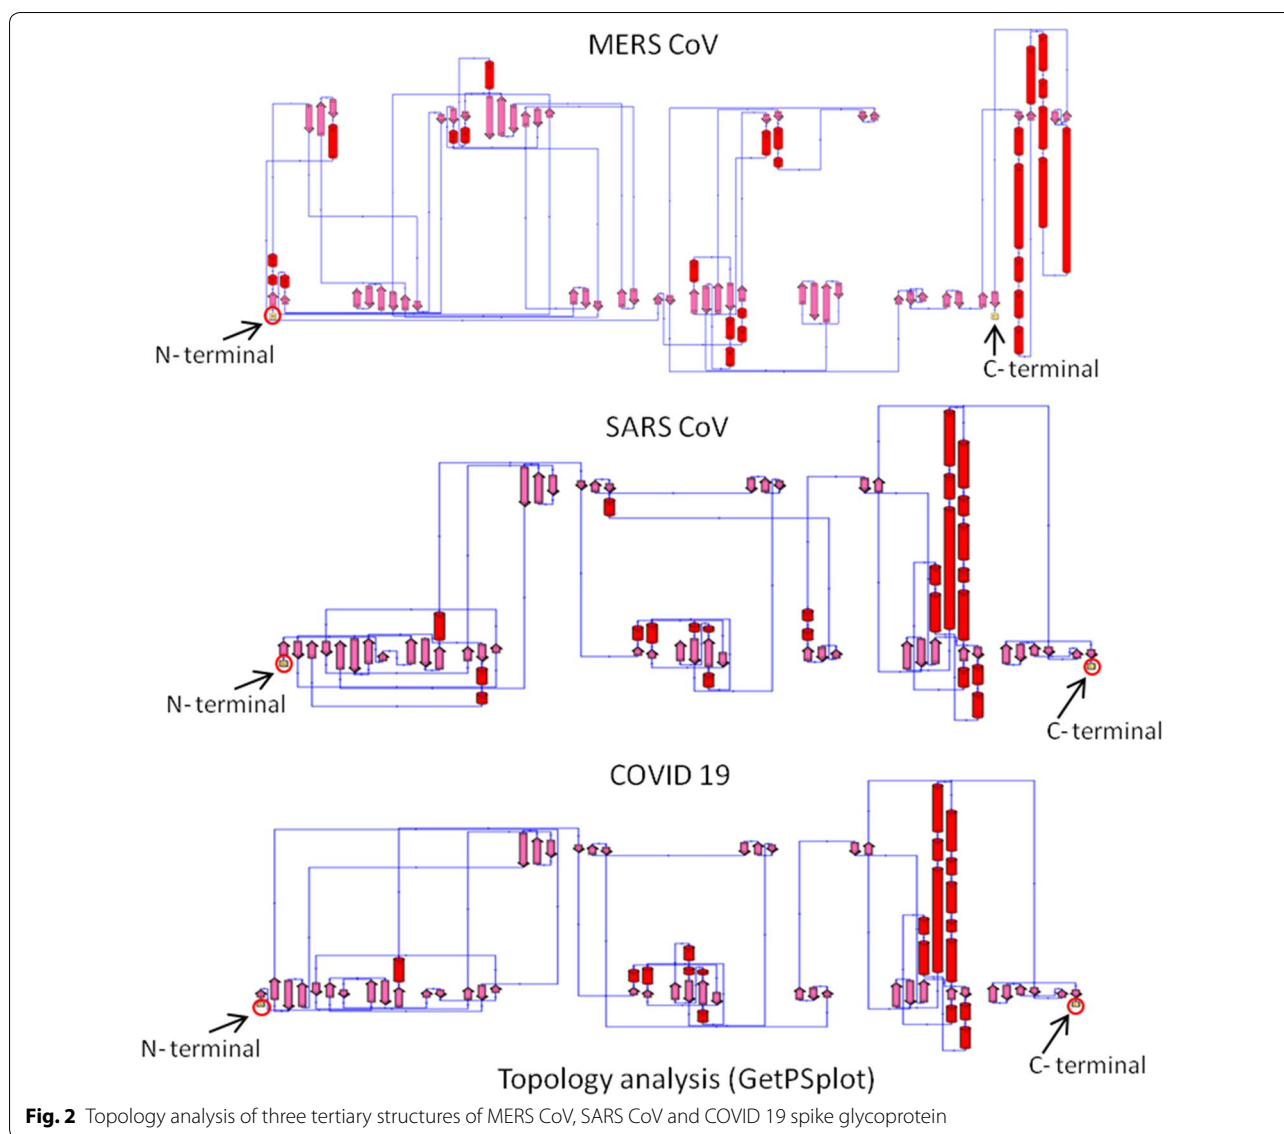 MERS CoV
N- terminal
C- terminal
SARS CoV
N- terminal
C- terminal
COVID 19
N- terminal
C- terminal
Topology analysis (GetPSplot)
Fig. 2 Topology analysis of three tertiary structures of MERS CoV, SARS CoV and COVID 19 spike glycoprotein